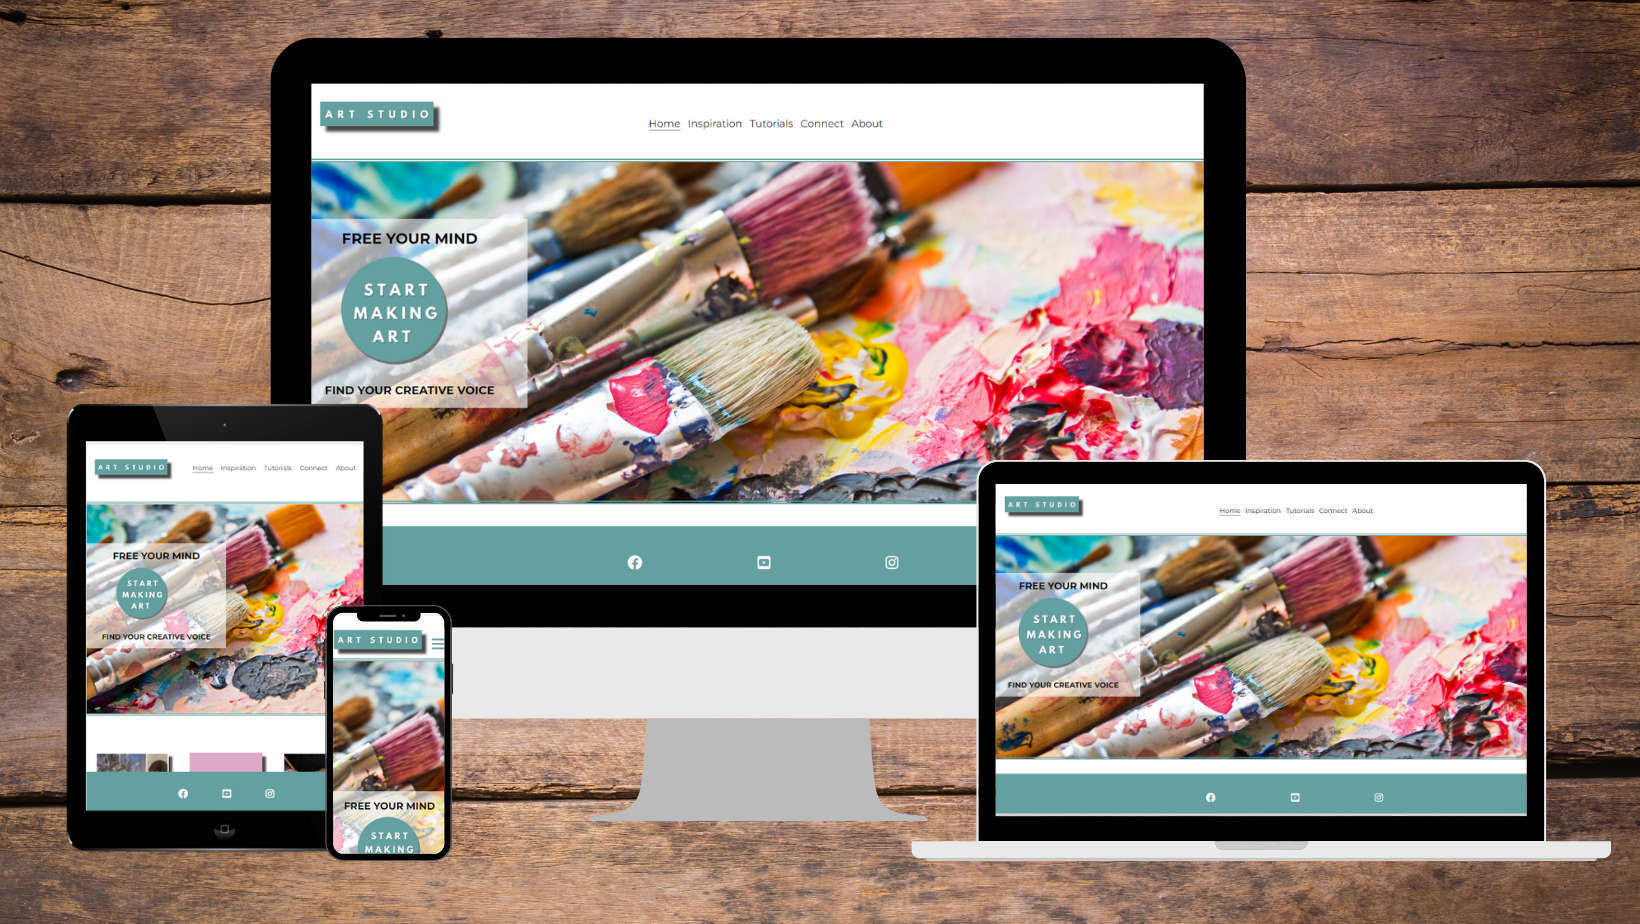 ART STUDIO
Home Inspiration Tutorials Connect About
FREE YOUR MIND
START
MAKING
ART
FIND YOUR CREATIVE VOICE
ART STUDIO
Home Inspiration Tutorials Connect About
FREE YOUR MIND
START
MAKING
ART
FIND YOUR CREATIVE VOICE
ART STUDIO
FREE YOUR MIND
START
MAKING
ART STUDIO
Home Inspiration Tutorials Connect About
FREE YOUR MIND
START
MAKING
ART
FIND YOUR CREATIVE VOICE